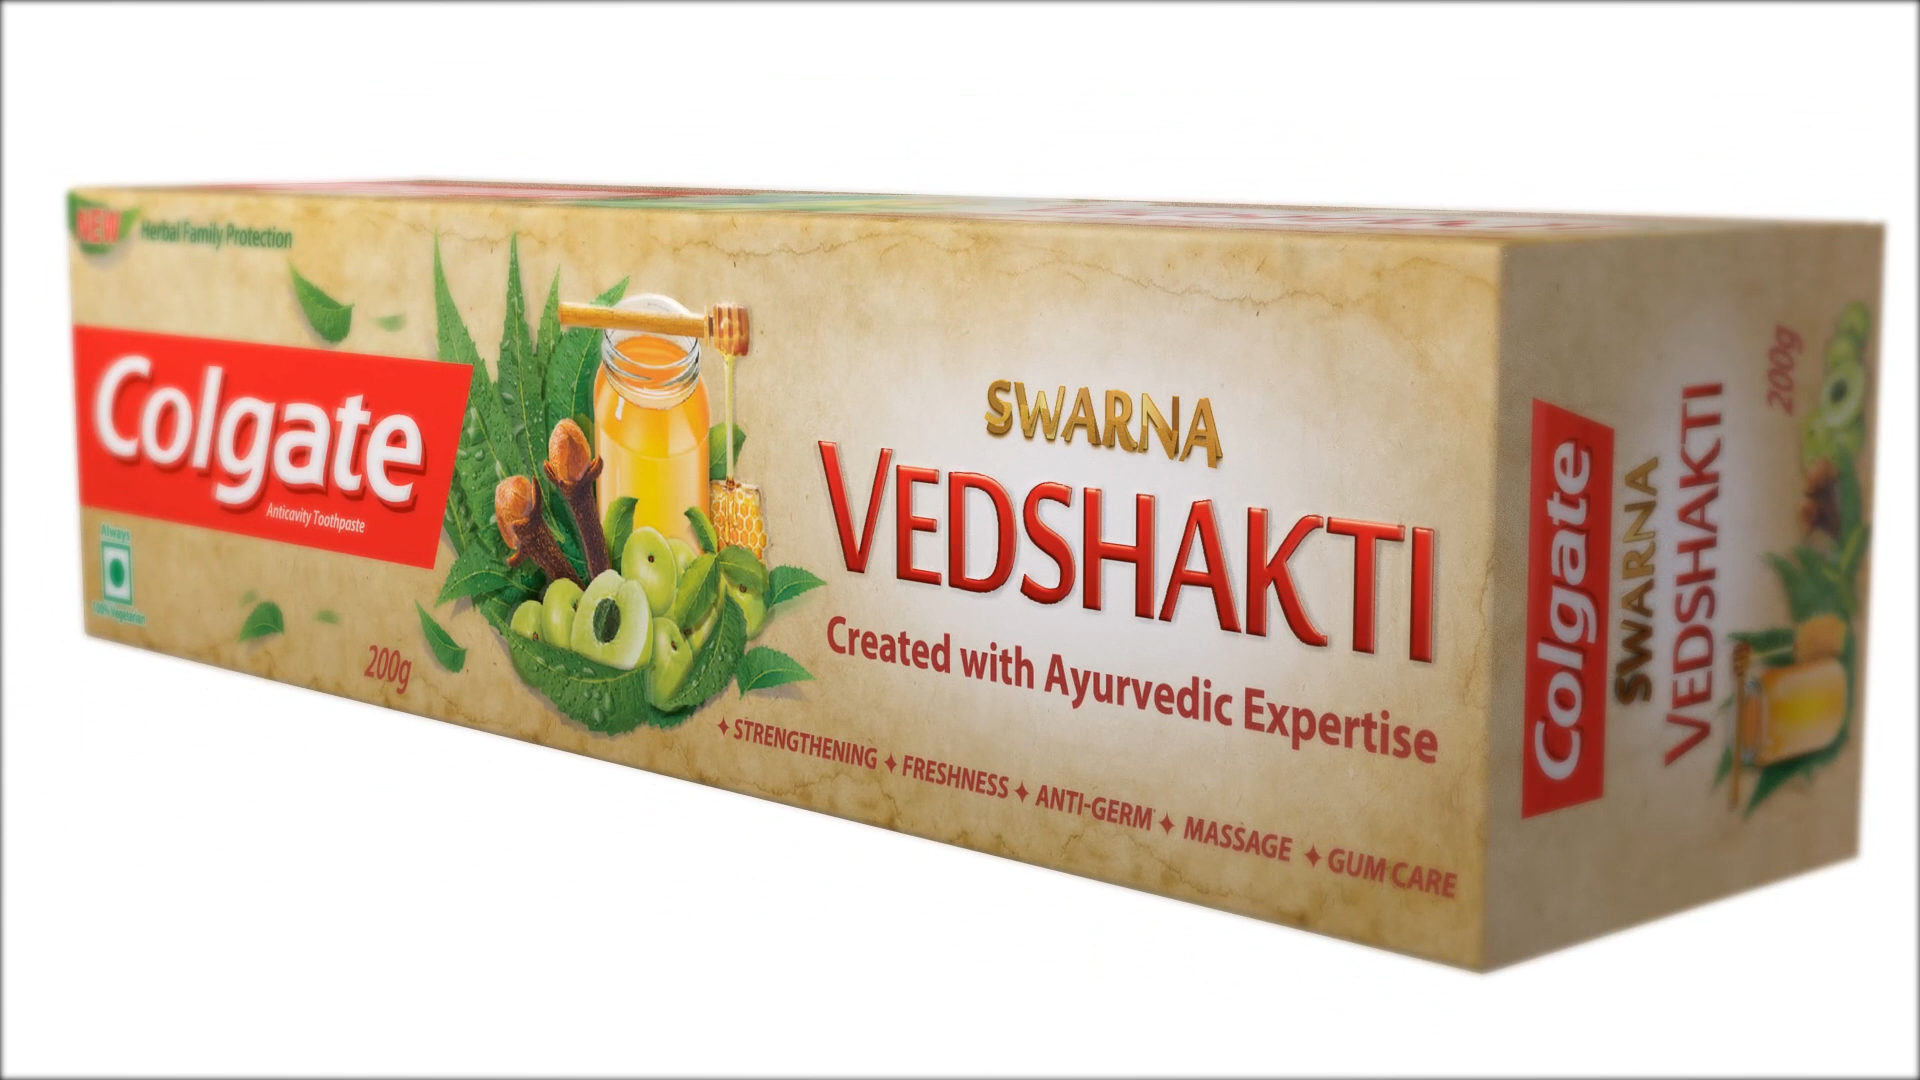 NEW
Herbal Family Protection
Colgate
Anticavity Toothpaste
Always
100% Vegetarian
200g
SWARNA
VEDSHAKTI
Created with Ayurvedic Expertise
✦ STRENGTHENING ✦ FRESHNESS ✦ ANTI-GERM ✦ MASSAGE ✦ GUM CARE
Colgate
SWARNA
VEDSHAKTI
200g